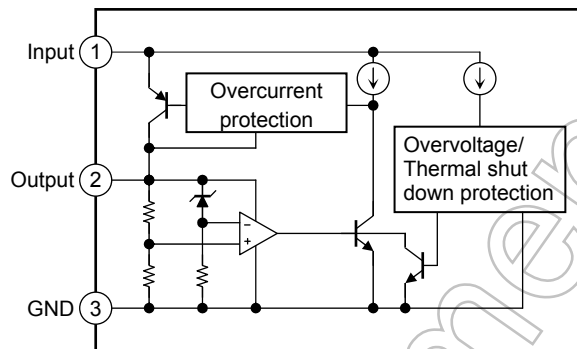 Input 1
Overcurrent
protection
Overvoltage/
Thermal shut
down protection
Output 2
−
+
GND 3